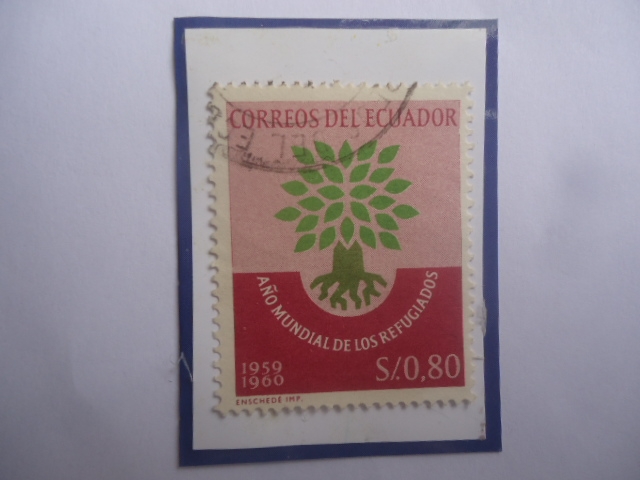 CORREOS DEL ECUADOR
AÑO MUNDIAL DE LOS REFUGIADOS
1959
1960
S/.0,80
ENSCHEDÉ IMP.